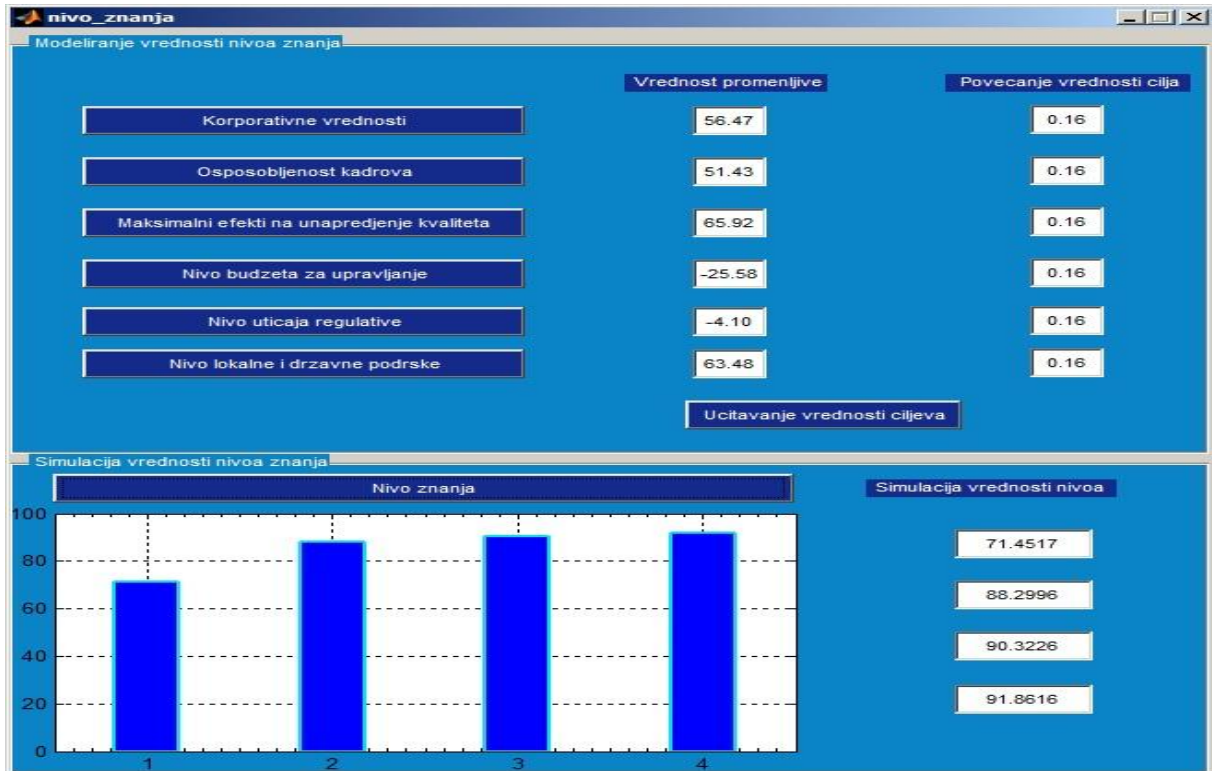 nivo_znanja
Modeliranje vrednosti nivoa znanja
Vrednost promenljive Povecanje vrednosti cilja
Korporativne vrednosti 56.47 0.16
Osposobljenost kadrova 51.43 0.16
Maksimalni efekti na unapredjenje kvaliteta 65.92 0.16
Nivo budzeta za upravljanje -25.58 0.16
Nivo uticaja regulative -4.10 0.16
Nivo lokalne i drzavne podrske 63.48 0.16
Ucitavanje vrednosti ciljeva
Simulacija vrednosti nivoa znanja
Nivo znanja Simulacija vrednosti nivoa
100
80
60
40
20
0
1 2 3 4
71.4517
88.2996
90.3226
91.8616